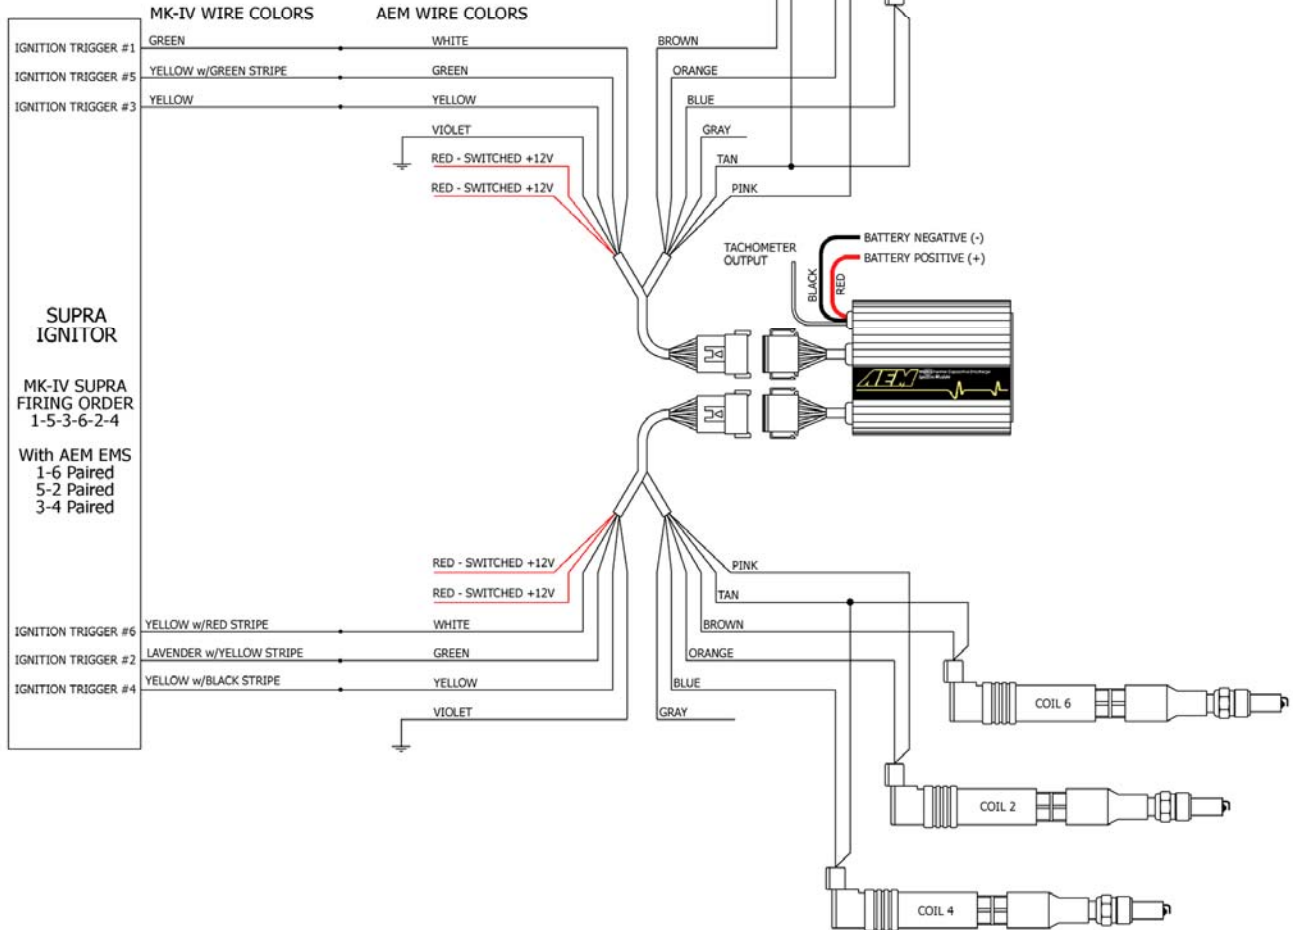 MK-IV WIRE COLORS
AEM WIRE COLORS
IGNITION TRIGGER #1
GREEN
WHITE
BROWN
IGNITION TRIGGER #5
YELLOW w/GREEN STRIPE
GREEN
ORANGE
IGNITION TRIGGER #3
YELLOW
YELLOW
BLUE
VIOLET
GRAY
RED - SWITCHED +12V
TAN
RED - SWITCHED +12V
PINK
TACHOMETER
OUTPUT
BLACK
RED
BATTERY NEGATIVE (-)
BATTERY POSITIVE (+)
AEM
SUPRA
IGNITOR
MK-IV SUPRA
FIRING ORDER
1-5-3-6-2-4
With AEM EMS
1-6 Paired
5-2 Paired
3-4 Paired
RED - SWITCHED +12V
PINK
RED - SWITCHED +12V
TAN
IGNITION TRIGGER #6
YELLOW w/RED STRIPE
WHITE
BROWN
IGNITION TRIGGER #2
LAVENDER w/YELLOW STRIPE
GREEN
ORANGE
IGNITION TRIGGER #4
YELLOW w/BLACK STRIPE
YELLOW
BLUE
VIOLET
GRAY
COIL 6
COIL 2
COIL 4